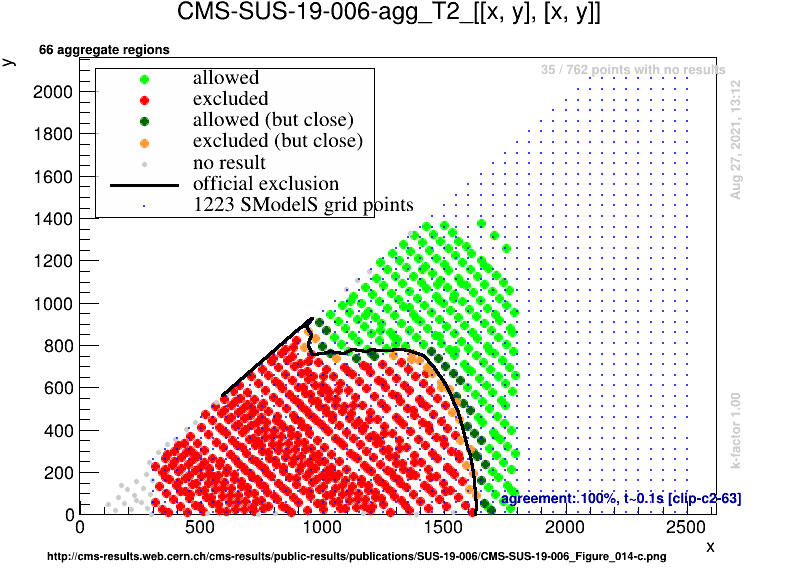 CMS-SUS-19-006-agg_T2_[[x, y], [x, y]]
66 aggregate regions
y
35 / 762 points with no results
allowed
excluded
allowed (but close)
excluded (but close)
no result
official exclusion
1223 SModelS grid points
2000
1800
1600
1400
1200
1000
800
600
400
200
0
0 500 1000 1500 2000 2500
x
Aug 27, 2021, 13:12
k-factor 1.00
agreement: 100%, t~0.1s [clip-c2-63]
http://cms-results.web.cern.ch/cms-results/public-results/publications/SUS-19-006/CMS-SUS-19-006_Figure_014-c.png